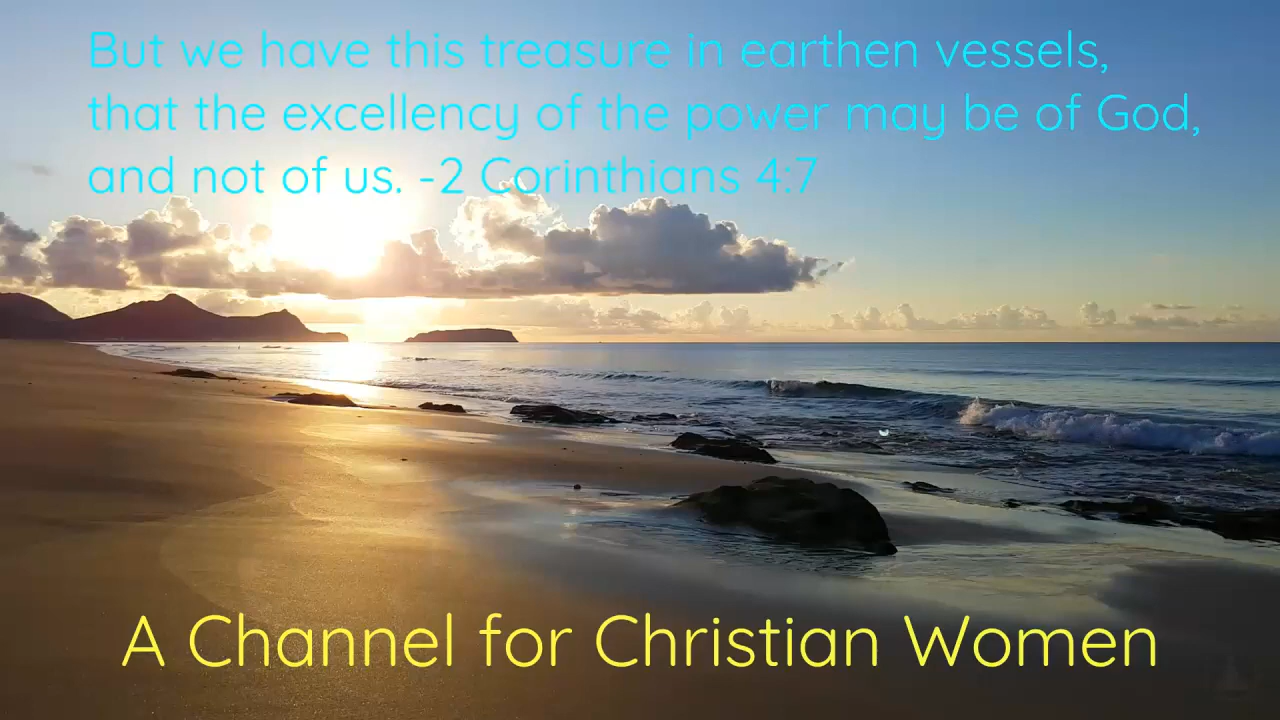 But we have this treasure in earthen vessels,
that the excellency of the power may be of God,
and not of us. -2 Corinthians 4:7
A Channel for Christian Women